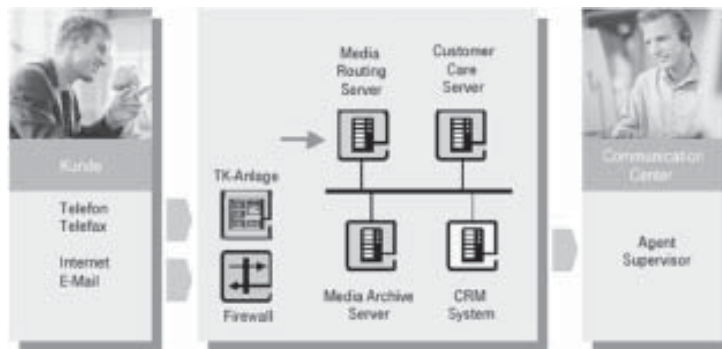 Kunde
Telefon
Telefax
Internet
E-Mail
TK-Anlage
Firewall
Media
Routing
Server
Customer
Care
Server
Media Archive
Server
CRM
System
Communication
Center
Agent
Supervisor